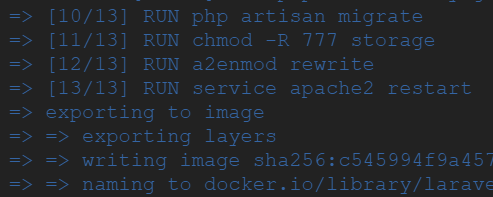 => [10/13] RUN php artisan migrate
=> [11/13] RUN chmod -R 777 storage
=> [12/13] RUN a2enmod rewrite
=> [13/13] RUN service apache2 restart
=> exporting to image
=> => exporting layers
=> => writing image sha256:c545994f9a457
=> => naming to docker.io/library/larave